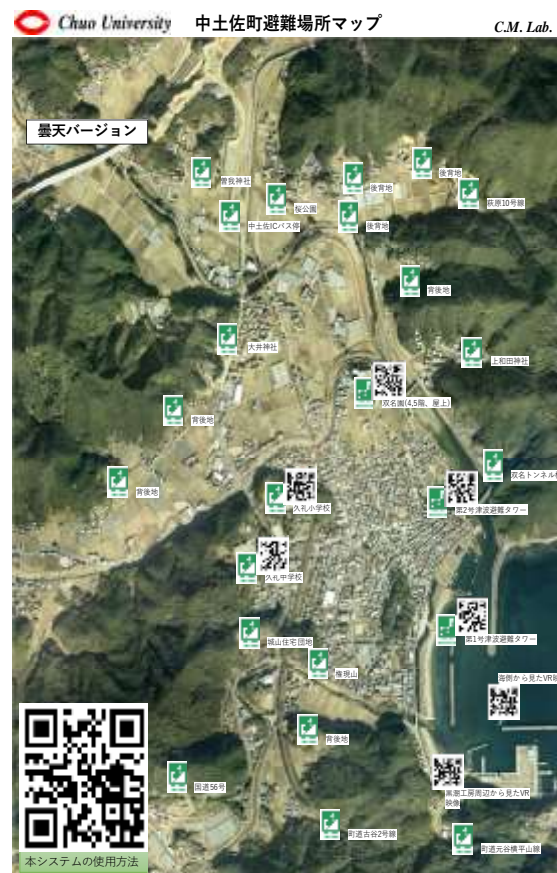 Chuo University
中土佐町避難場所マップ
C.M. Lab.
曇天バージョン
曽我神社
後背地
後背地
萩原10号線
桜公園
中土佐ICバス停
後背地
背後地
大井神社
上和田神社
双名園(4,5階、屋上)
背後地
双名トンネル
背後地
久礼小学校
第2号津波避難タワー
久礼中学校
城山住宅団地
第1号津波避難タワー
権現山
海側から見たVR映
背後地
国道56号
黒潮工房周辺から見たVR
映像
町道古谷2号線
町道元谷横平山線
本システムの使用方法